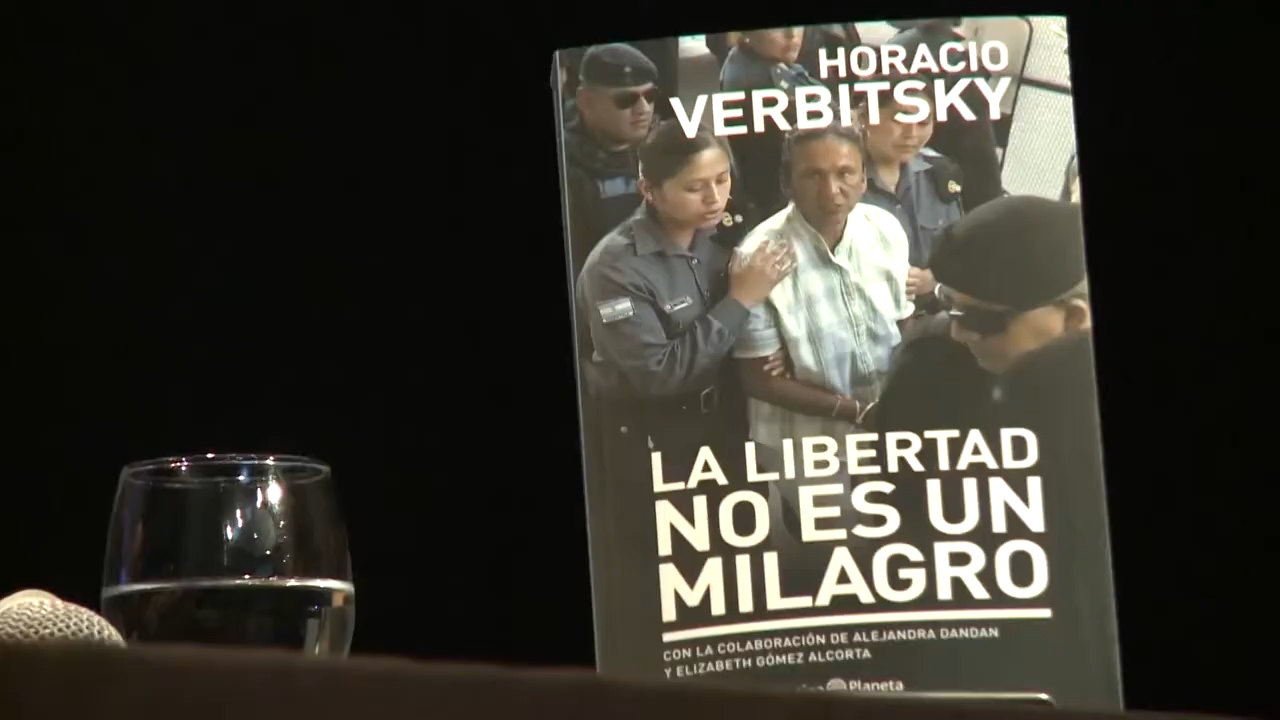 HORACIO
VERBITSKY
LA LIBERTAD
NO ES UN
MILAGRO
CON LA COLABORACIÓN DE ALEJANDRA DANDAN
Y ELIZABETH GÓMEZ ALCORTA
Planeta